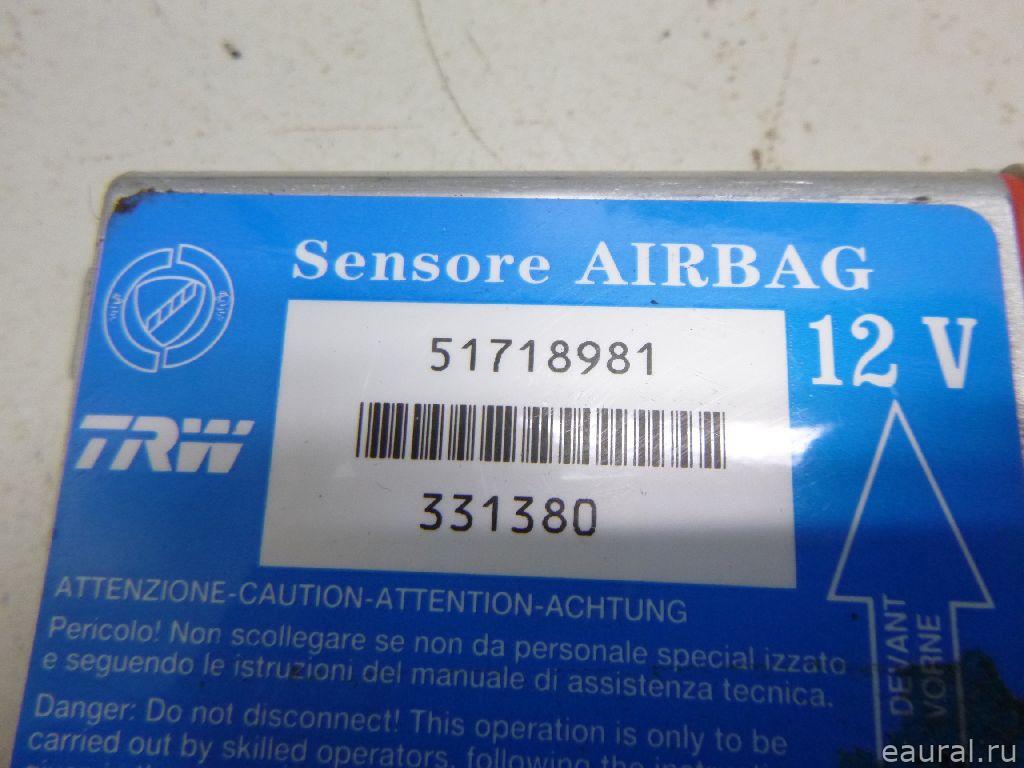 Sensore AIRBAG
51718981
12 V
TRW
331380
ATTENZIONE-CAUTION-ATTENTION-ACHTUNG
Pericolo! Non scollegare se non da personale special izzato
e seguendo le istruzioni del manuale di assistenza tecnica.
Danger: Do not disconnect! This operation is only to be
carried out by skilled operators, following the
DEVANT
VORNE
eaural.ru